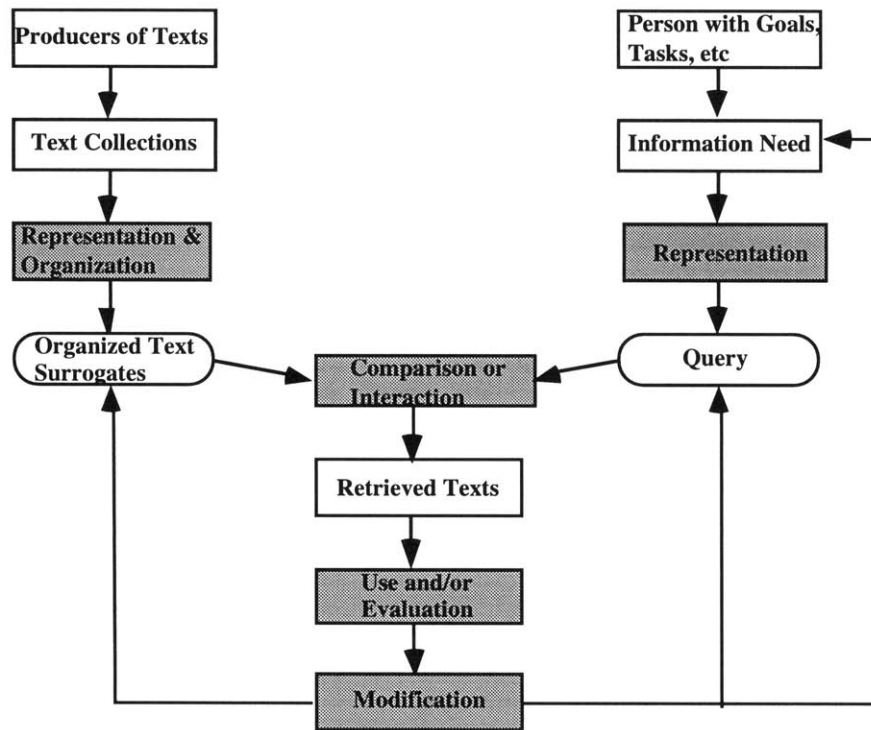 Producers of Texts
Person with Goals,
Tasks, etc
Text Collections
Information Need
Representation &
Organization
Representation
Organized Text
Surrogates
Comparison or
Interaction
Query
Retrieved Texts
Use and/or
Evaluation
Modification